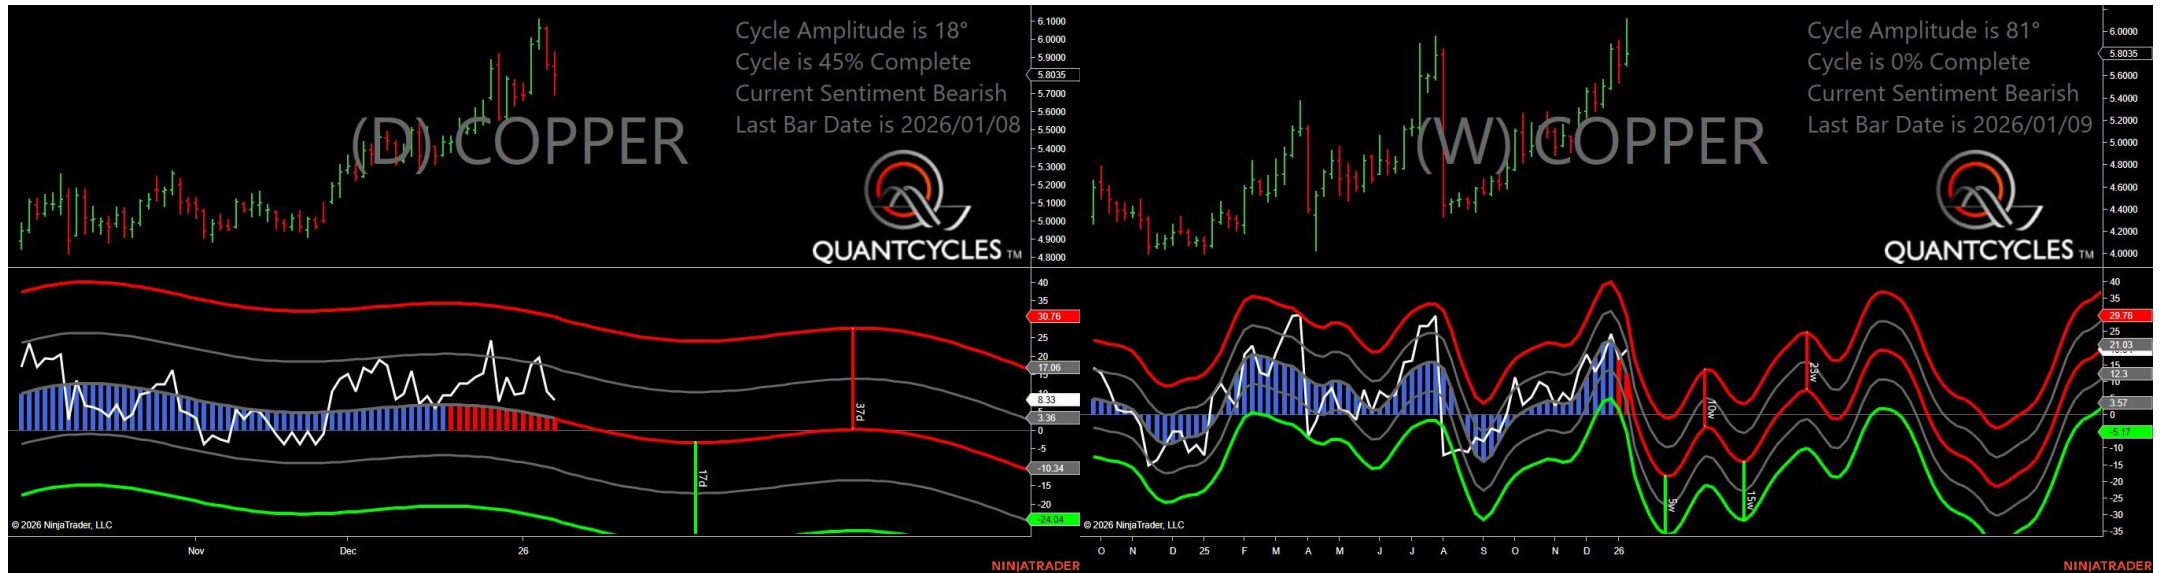 Cycle Amplitude is 18°
Cycle is 45% Complete
Current Sentiment Bearish
Last Bar Date is 2026/01/08
(D) COPPER
QUANTCYCLES TM
6.1000
6.0000
5.9000
5.8035
5.7000
5.6000
5.5000
5.4000
5.3000
5.2000
5.1000
5.0000
4.9000
4.8000
40
35
30.76
25
20
17.06
15
10
8.33
3.36
0
-5
-10.34
-15
-20
-24.04
37d
17d
© 2026 NinjaTrader, LLC
Nov
Dec
26
NINJATRADER
Cycle Amplitude is 81°
Cycle is 0% Complete
Current Sentiment Bearish
Last Bar Date is 2026/01/09
(W) COPPER
QUANTCYCLES TM
6.0000
5.8035
5.6000
5.4000
5.2000
5.0000
4.8000
4.6000
4.4000
4.2000
4.0000
40
35
29.76
25
21.03
15
12.3
10
3.57
0
-5.17
-10
-15
-20
-25
-30
-35
10w
23w
5w
15w
© 2026 NinjaTrader, LLC
O N D 25 F M A M J J A S O N D 26
NINJATRADER